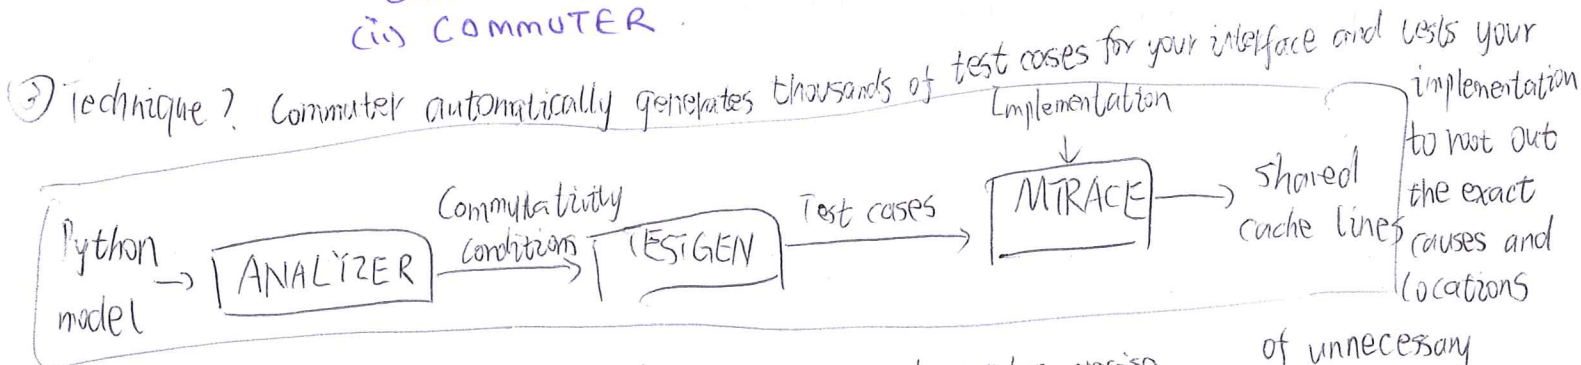 (ii) COMMUTER
③ Technique? Commuter automatically generates thousands of test cases for your interface and tests your
implementation
to root out
the exact
causes and
locations
of unnecessary
Implementation
Python
model
ANALIZER
Commutativity
conditions
TESTGEN
Test cases
MTRACE
shared
cache lines